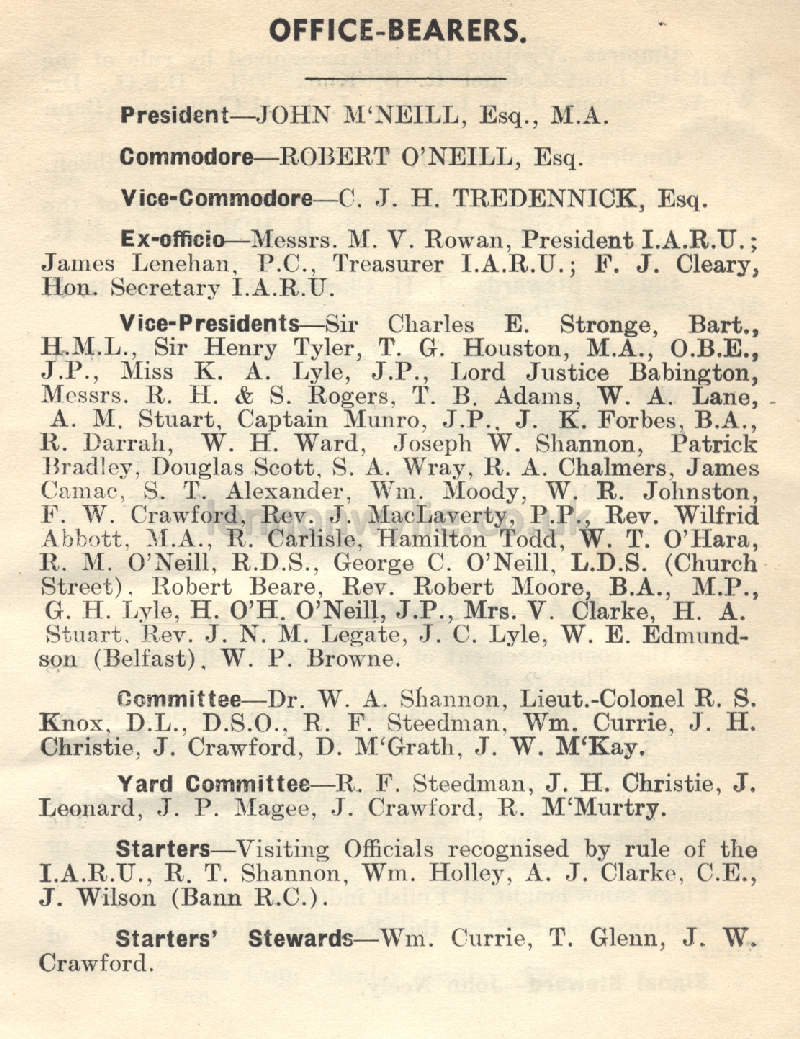 OFFICE-BEARERS.
President—JOHN M‘NEILL, Esq., M.A.
Commodore—ROBERT O'NEILL, Esq.
Vice-Commodore—C. J. H. TREDENNICK, Esq.
Ex-officio—Messrs. M. V. Rowan, President I.A.R.U.;
James Lenehan, P.C., Treasurer I.A.R.U.; F. J. Cleary,
Hon. Secretary I.A.R.U.
Vice-Presidents—Sir Charles E. Stronge, Bart.,
H.M.L., Sir Henry Tyler, T. G. Houston, M.A., O.B.E.,
J.P., Miss K. A. Lyle, J.P., Lord Justice Babington,
Messrs. R. H. & S. Rogers, T. B. Adams, W. A. Lane,
A. M. Stuart, Captain Munro, J.P., J. K. Forbes, B.A.,
R. Darrah, W. H. Ward, Joseph W. Shannon, Patrick
Bradley, Douglas Scott, S. A. Wray, R. A. Chalmers, James
Camac, S. T. Alexander, Wm. Moody, W. R. Johnston,
F. W. Crawford, Rev. J. MacLaverty, P.P., Rev. Wilfrid
Abbott, M.A., R. Carlisle, Hamilton Todd, W. T. O'Hara,
R. M. O'Neill, R.D.S., George C. O'Neill, L.D.S. (Church
Street). Robert Beare, Rev. Robert Moore, B.A., M.P.,
G. H. Lyle, H. O'H. O'Neill, J.P., Mrs. V. Clarke, H. A.
Stuart, Rev. J. N. M. Legate, J. C. Lyle, W. E. Edmund-
son (Belfast), W. P. Browne.
Committee—Dr. W. A. Shannon, Lieut.-Colonel R. S.
Knox, D.L., D.S.O., R. F. Steedman, Wm. Currie, J. H.
Christie, J. Crawford, D. M‘Grath, J. W. M‘Kay.
Yard Committee—R. F. Steedman, J. H. Christie, J.
Leonard, J. P. Magee, J. Crawford, R. M‘Murtry.
Starters—Visiting Officials recognised by rule of the
I.A.R.U., R. T. Shannon, Wm. Holley, A. J. Clarke, C.E.,
J. Wilson (Bann R.C.).
Starters' Stewards—Wm. Currie, T. Glenn, J. W.
Crawford.